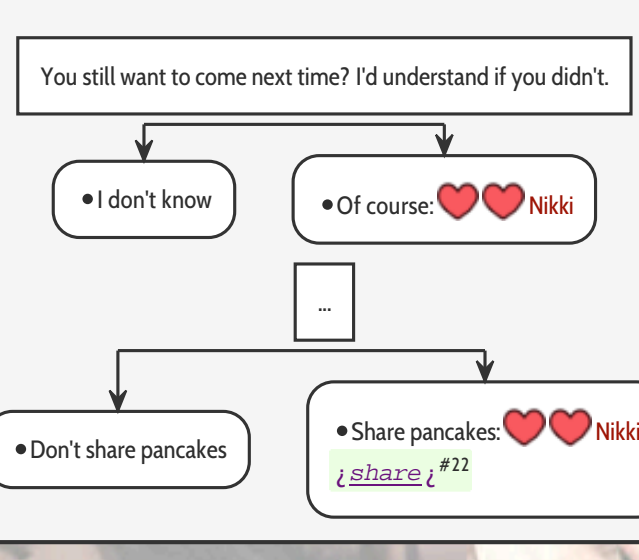 You still want to come next time? I'd understand if you didn't.
•I don't know
•Of course: Nikki
...
•Don't share pancakes
•Share pancakes: Nikki
¿share¿#22